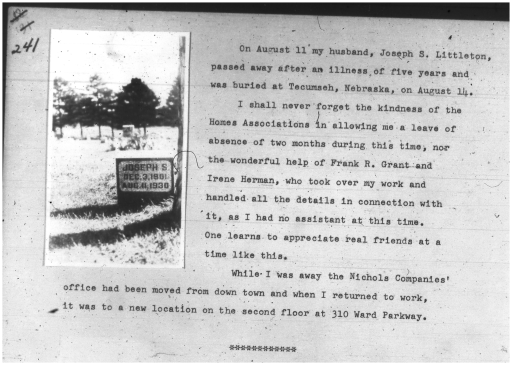 241
On August 11 my husband, Joseph S. Littleton,
passed away after an illness of five years and
was buried at Tecumseh, Nebraska, on August 14.
I shall never forget the kindness of the
Homes Associations in allowing me a leave of
absence of two months during this time, nor
the wonderful help of Frank R. Grant and
Irene Herman, who took over my work and
handled all the details in connection with
it, as I had no assistant at this time.
One learns to appreciate real friends at a
time like this.
While I was away the Nichols Companies'
office had been moved from down town and when I returned to work,
it was to a new location on the second floor at 310 Ward Parkway.
************
JOSEPH S.
DEC. 3, 1881
AUG. 11, 1938